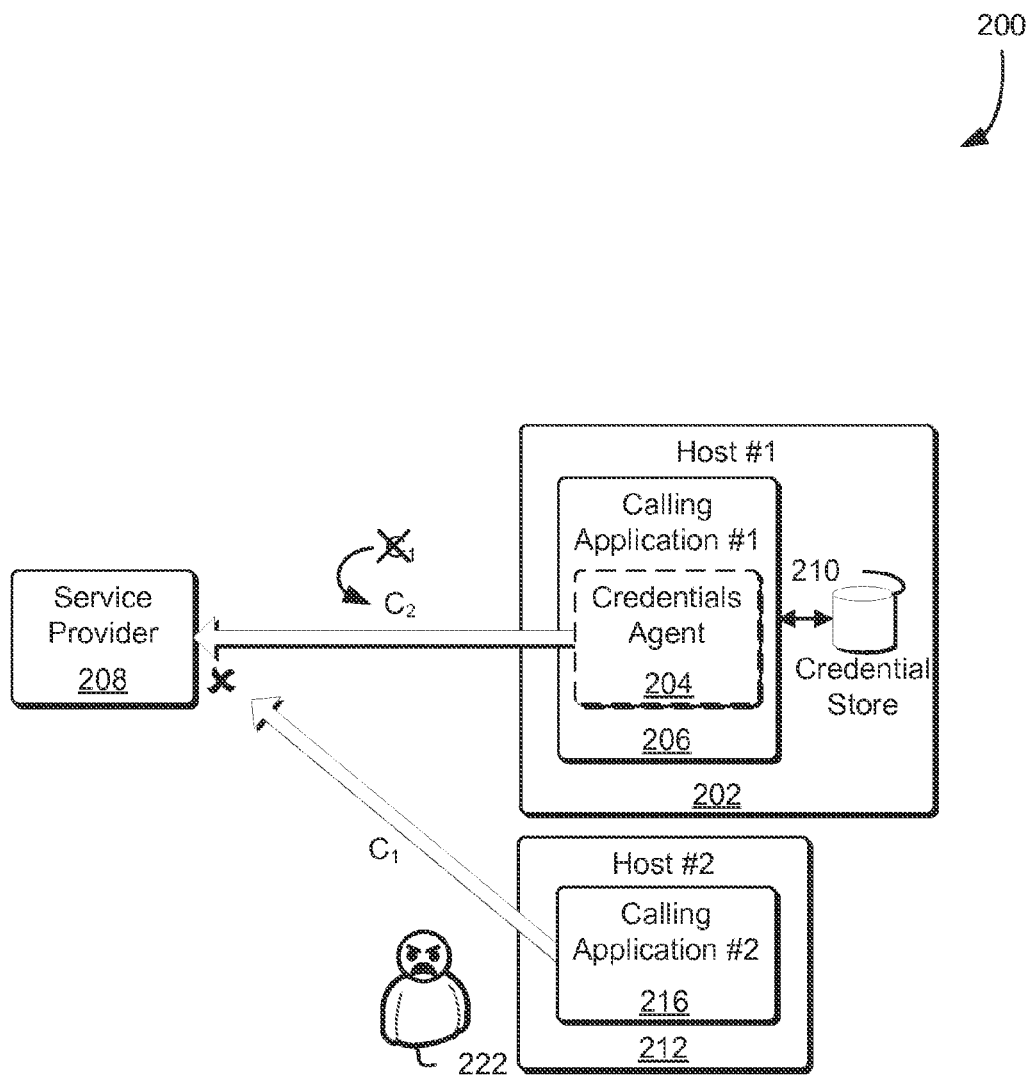 200
Host #1
Calling
Application #1
Credentials
Agent
204
206
202
210
Credential
Store
C₁
C₂
Service
Provider
208
C₁
Host #2
Calling
Application #2
216
212
222